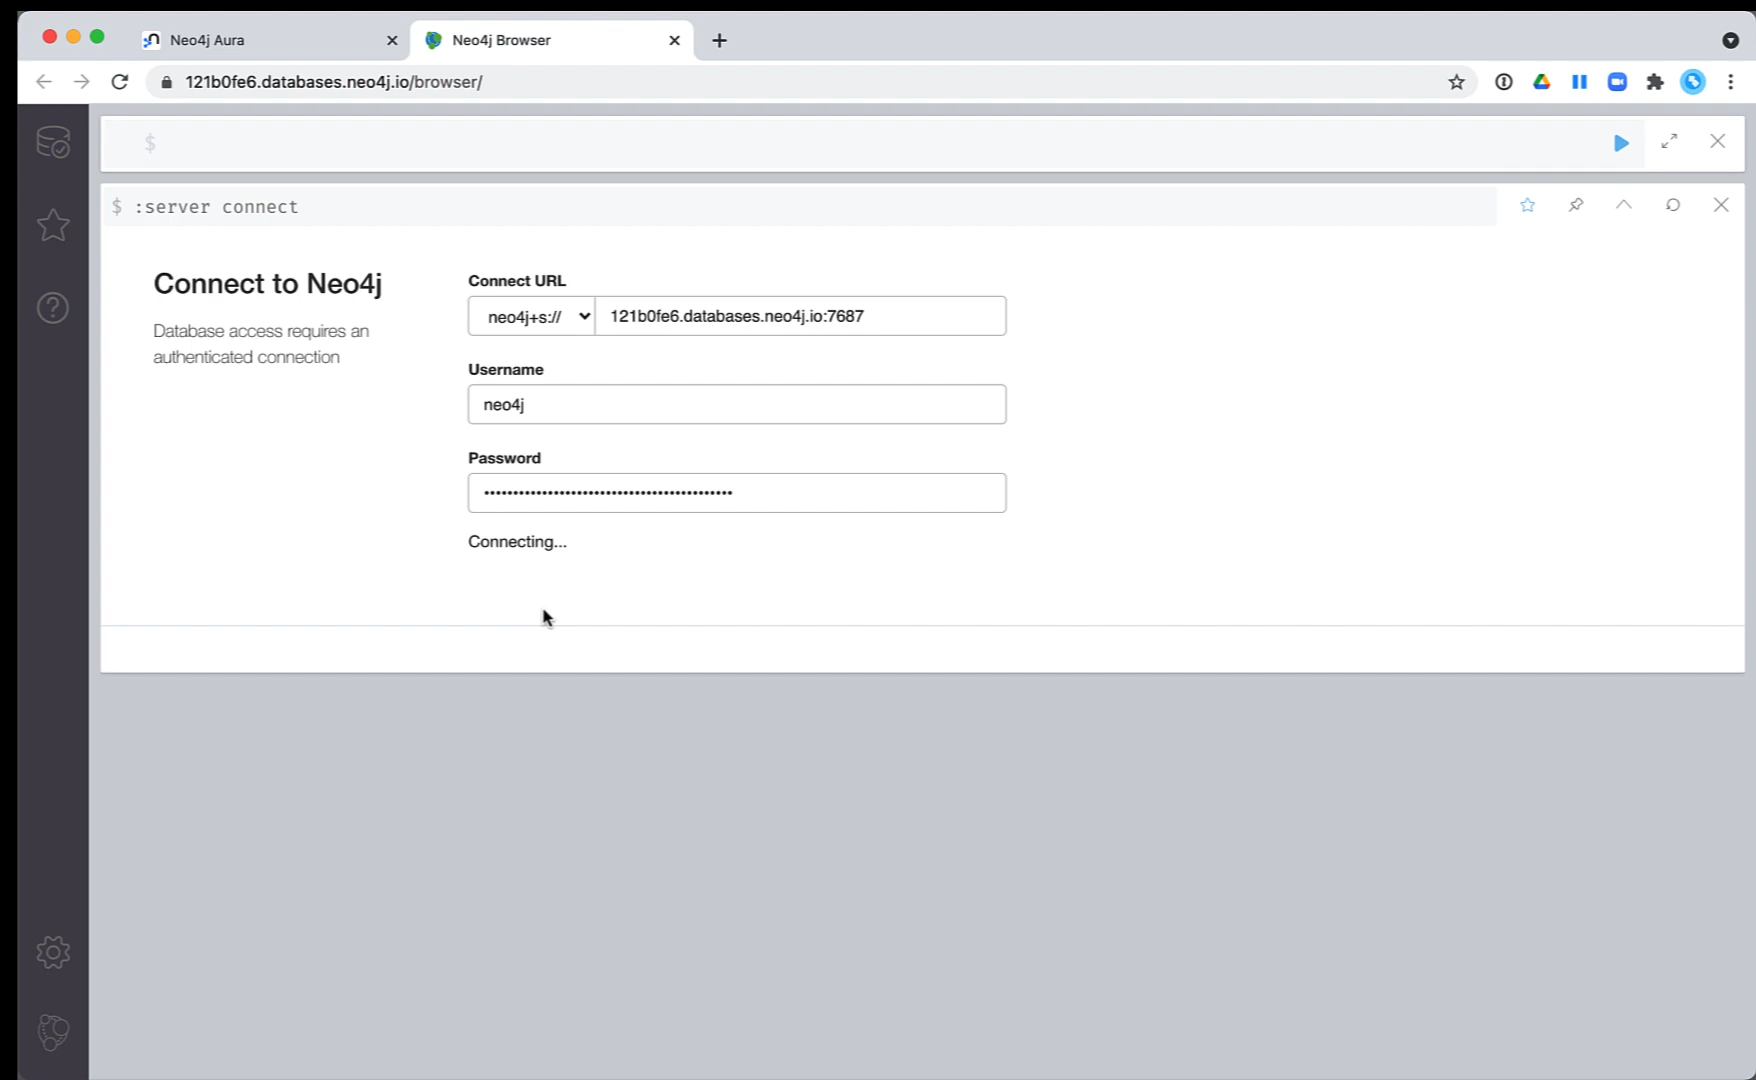 Neo4j Aura
Neo4j Browser
121b0fe6.databases.neo4j.io/browser/
$
$ :server connect
Connect to Neo4j
Database access requires an
authenticated connection
Connect URL
neo4j+s://
121b0fe6.databases.neo4j.io:7687
Username
neo4j
Password
Connecting...